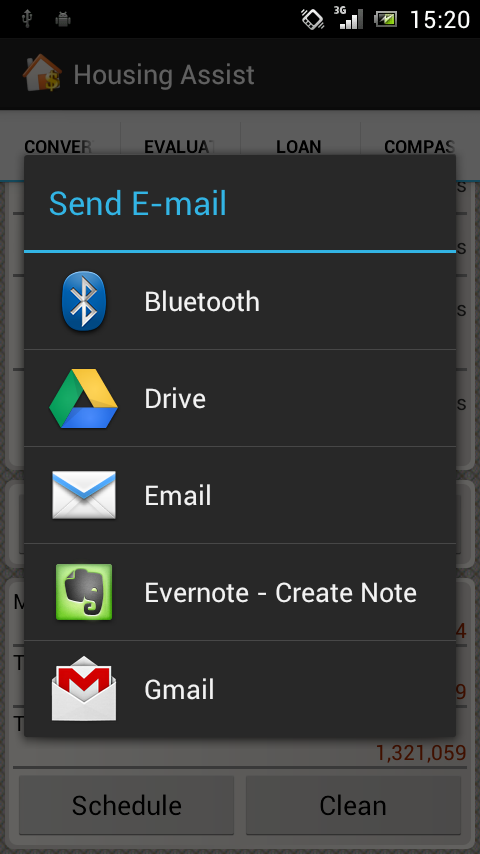 3G 15:20
Housing Assist
CONVER EVALUAT LOAN COMPAS
Send E-mail
Bluetooth
Drive
Email
Evernote - Create Note
Gmail
1,321,059
Schedule Clean